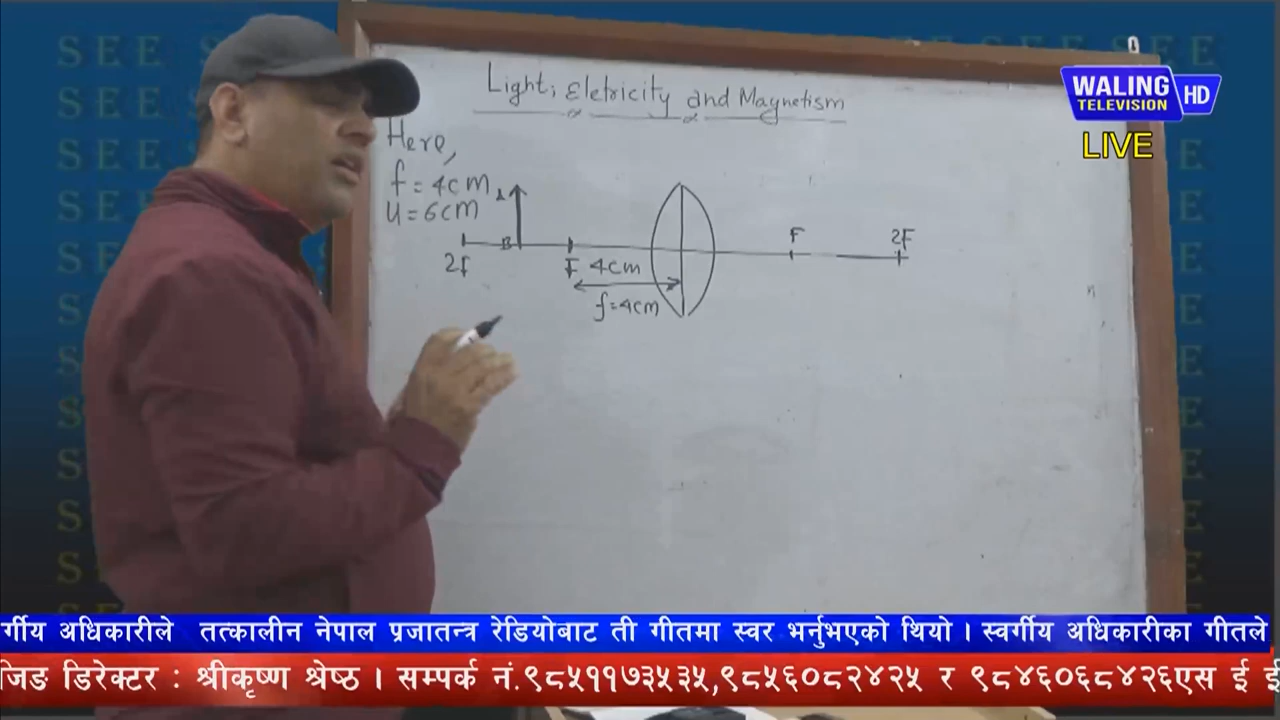 SEE
WALING
TELEVISION HD
LIVE
Light, Eletricity and Magnetism
Here,
f = 4cm
u = 6cm
A
B
2F
F
4cm
f=4cm
F
2F
र्गीय अधिकारीले तत्कालीन नेपाल प्रजातन्त्र रेडियोबाट ती गीतमा स्वर भर्नुभएको थियो । स्वर्गीय अधिकारीका गीतले
जिङ डिरेक्टर : श्रीकृष्ण श्रेष्ठ । सम्पर्क नं.९८५११७३५३५,९८५६०८२४२५ र ९८४६०६८४२६एस ई ई